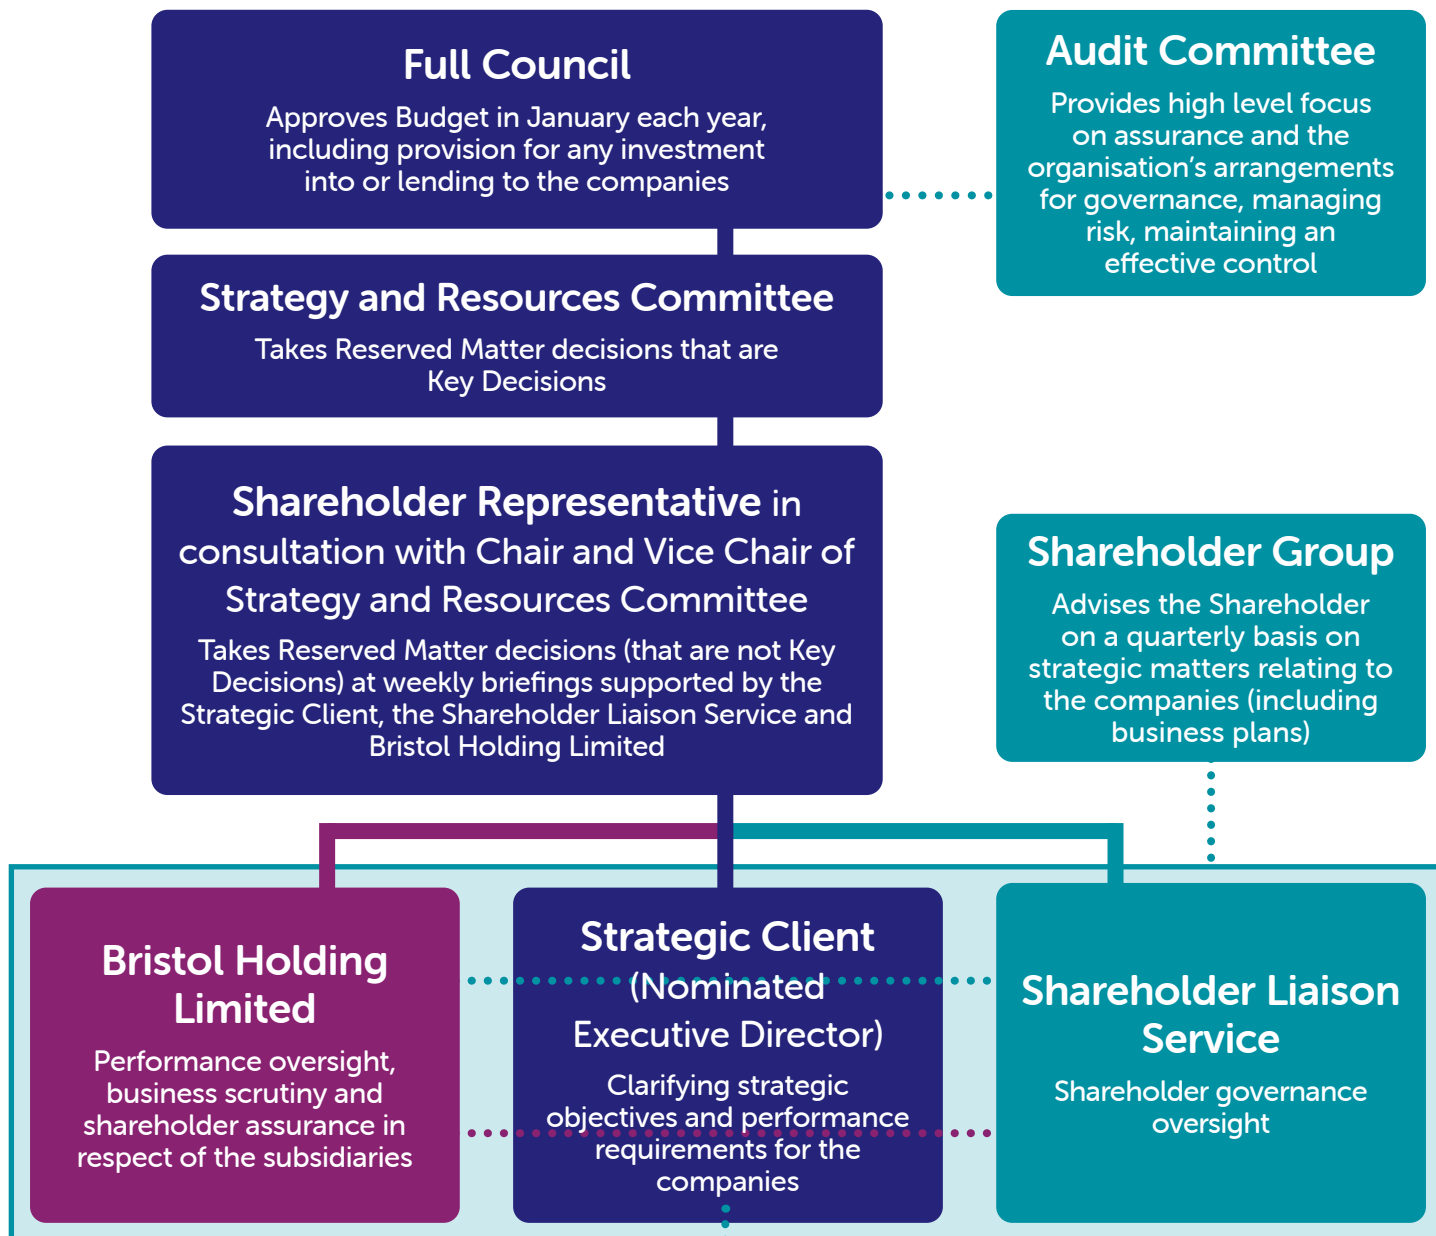 Full Council
Approves Budget in January each year,
including provision for any investment
into or lending to the companies
Audit Committee
Provides high level focus
on assurance and the
organisation’s arrangements
for governance, managing
risk, maintaining an
effective control
Strategy and Resources Committee
Takes Reserved Matter decisions that are
Key Decisions
Shareholder Representative in
consultation with Chair and Vice Chair of
Strategy and Resources Committee
Takes Reserved Matter decisions (that are not Key
Decisions) at weekly briefings supported by the
Strategic Client, the Shareholder Liaison Service and
Bristol Holding Limited
Shareholder Group
Advises the Shareholder
on a quarterly basis on
strategic matters relating to
the companies (including
business plans)
Bristol Holding
Limited
Performance oversight,
business scrutiny and
shareholder assurance in
respect of the subsidiaries
Strategic Client
(Nominated
Executive Director)
Clarifying strategic
objectives and performance
requirements for the
companies
Shareholder Liaison
Service
Shareholder governance
oversight